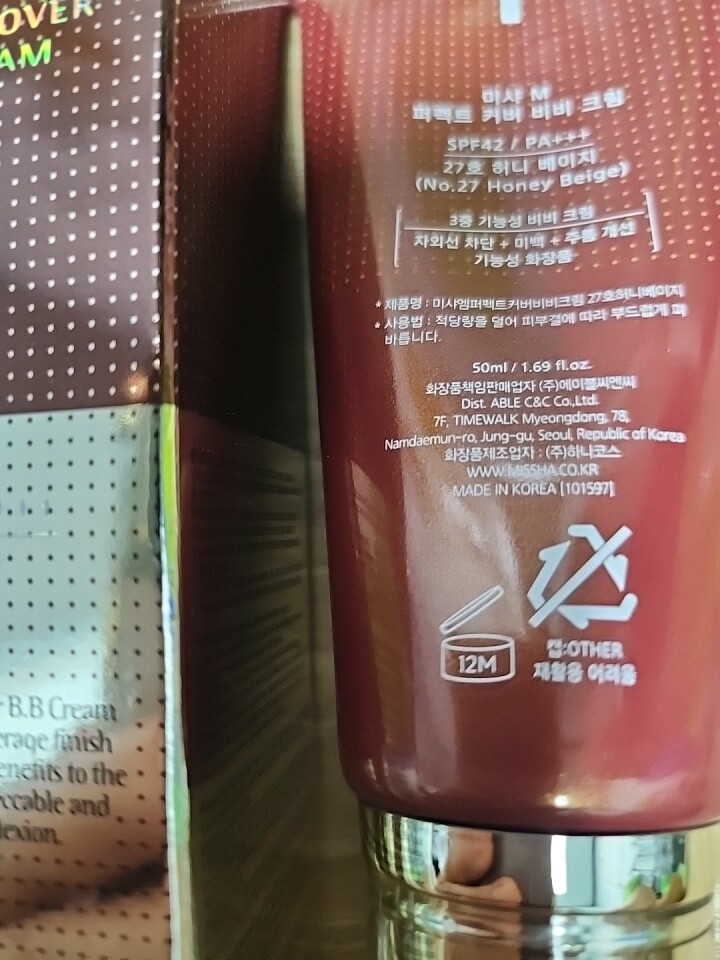 OVER
AM
미샤 M
퍼펙트 커버 비비 크림
SPF42 / PA+++
27호 허니 베이지
(No.27 Honey Beige)
3중 기능성 비비 크림
자외선 차단 + 미백 + 주름 개선
기능성 화장품
* 제품명 : 미샤엠퍼펙트커버비비크림 27호허니베이지
* 사용법 : 적당량을 덜어 피부결에 따라 부드럽게 펴
바릅니다.
50ml / 1.69 fl.oz.
화장품책임판매업자 (주)에이블씨엔씨
Dist. ABLE C&C Co.,Ltd.
7F, TIMEWALK Myeongdong, 78,
Namdaemun-ro, Jung-gu, Seoul, Republic of Korea
화장품제조업자 : (주)하나코스
WWW.MISSHA.CO.KR
MADE IN KOREA [101597]
12M
캡:OTHER
재활용 어려움
B.B Cream
erage finish
enefits to the
eccable and
lexion.